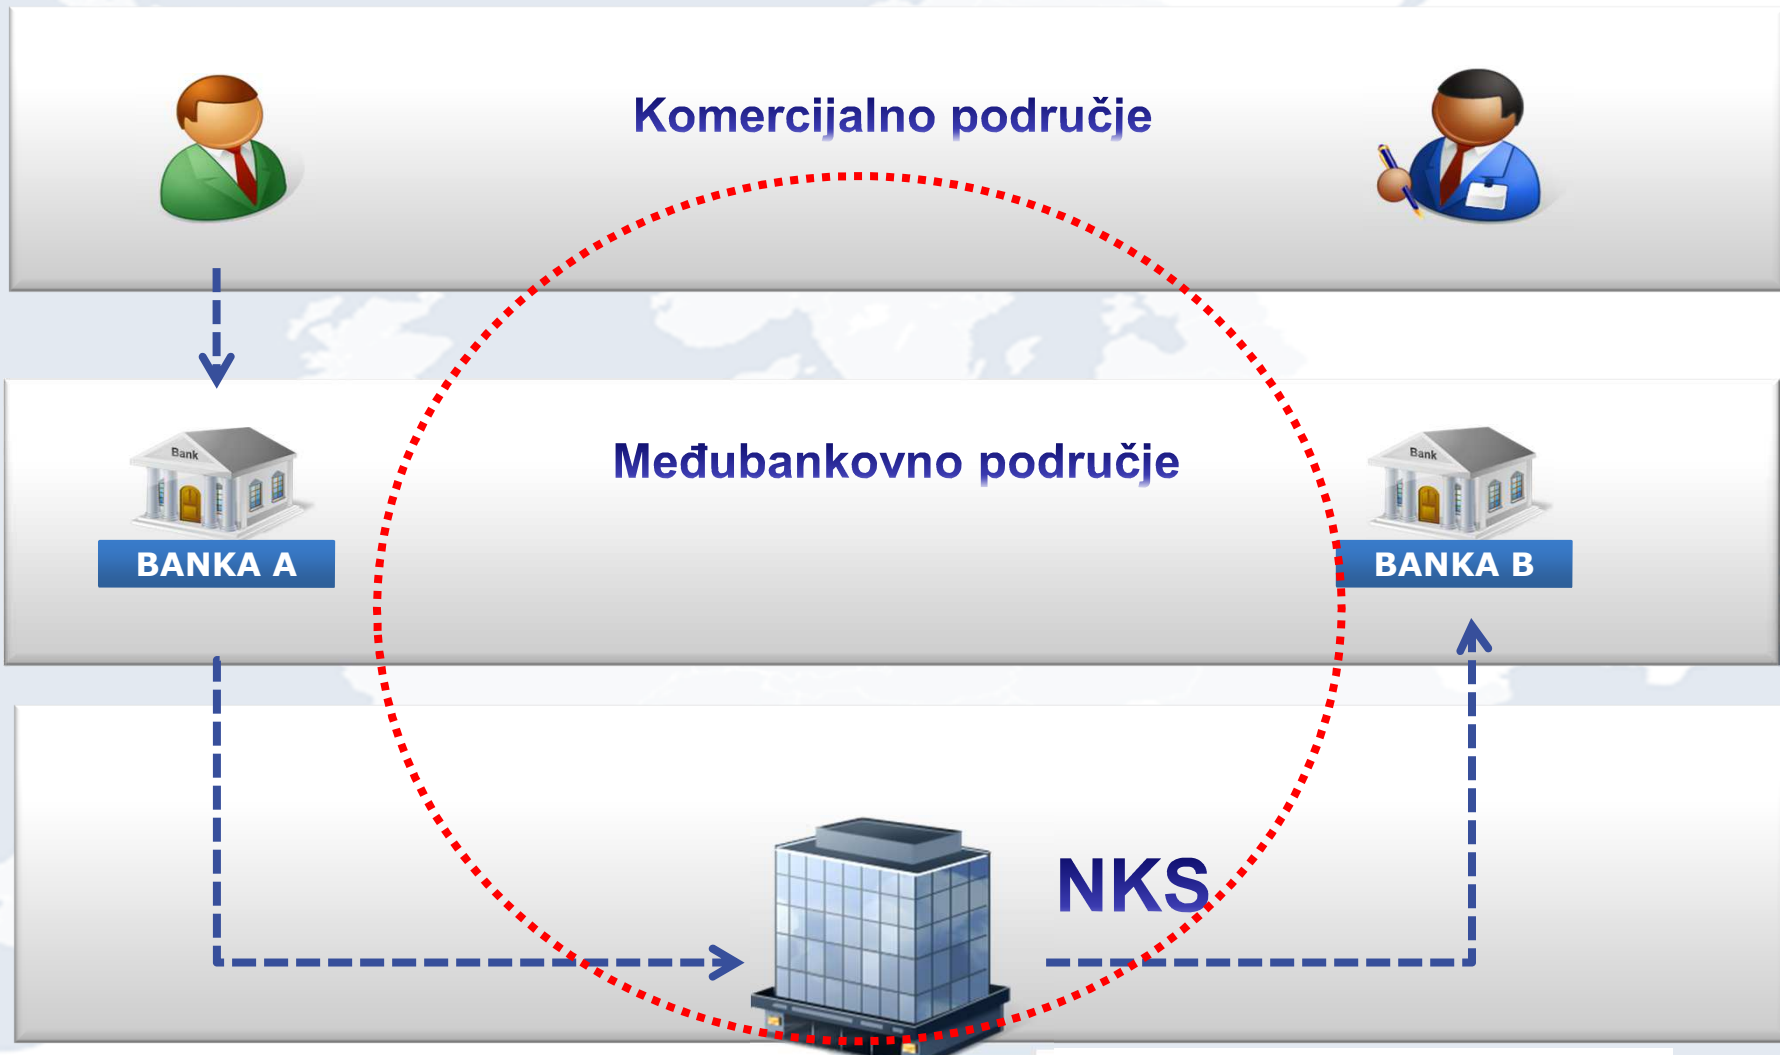 Komercijalno područje
Bank
Međubankovno područje
Bank
BANKA A
BANKA B
NKS